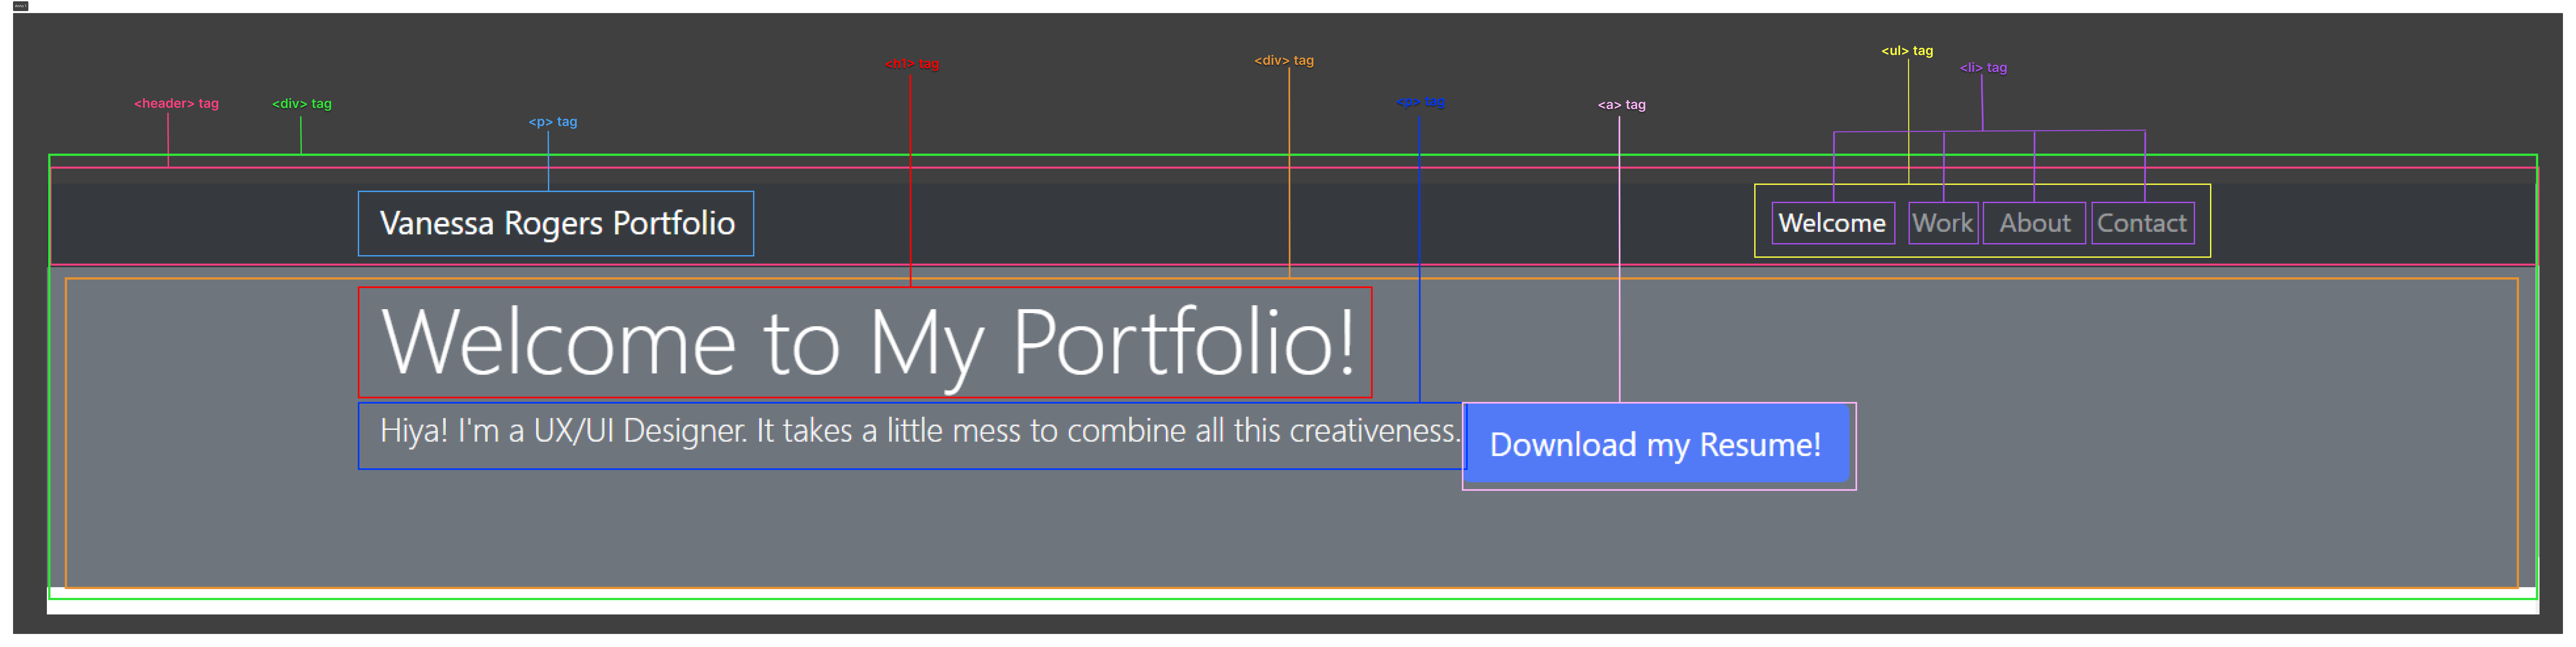 <ul> tag
<h1> tag
<div> tag
<li> tag
<header> tag
<div> tag
<p> tag
<a> tag
<p> tag
Vanessa Rogers Portfolio
Welcome Work About Contact
Welcome to My Portfolio!
Hiya! I'm a UX/UI Designer. It takes a little mess to combine all this creativeness.
Download my Resume!